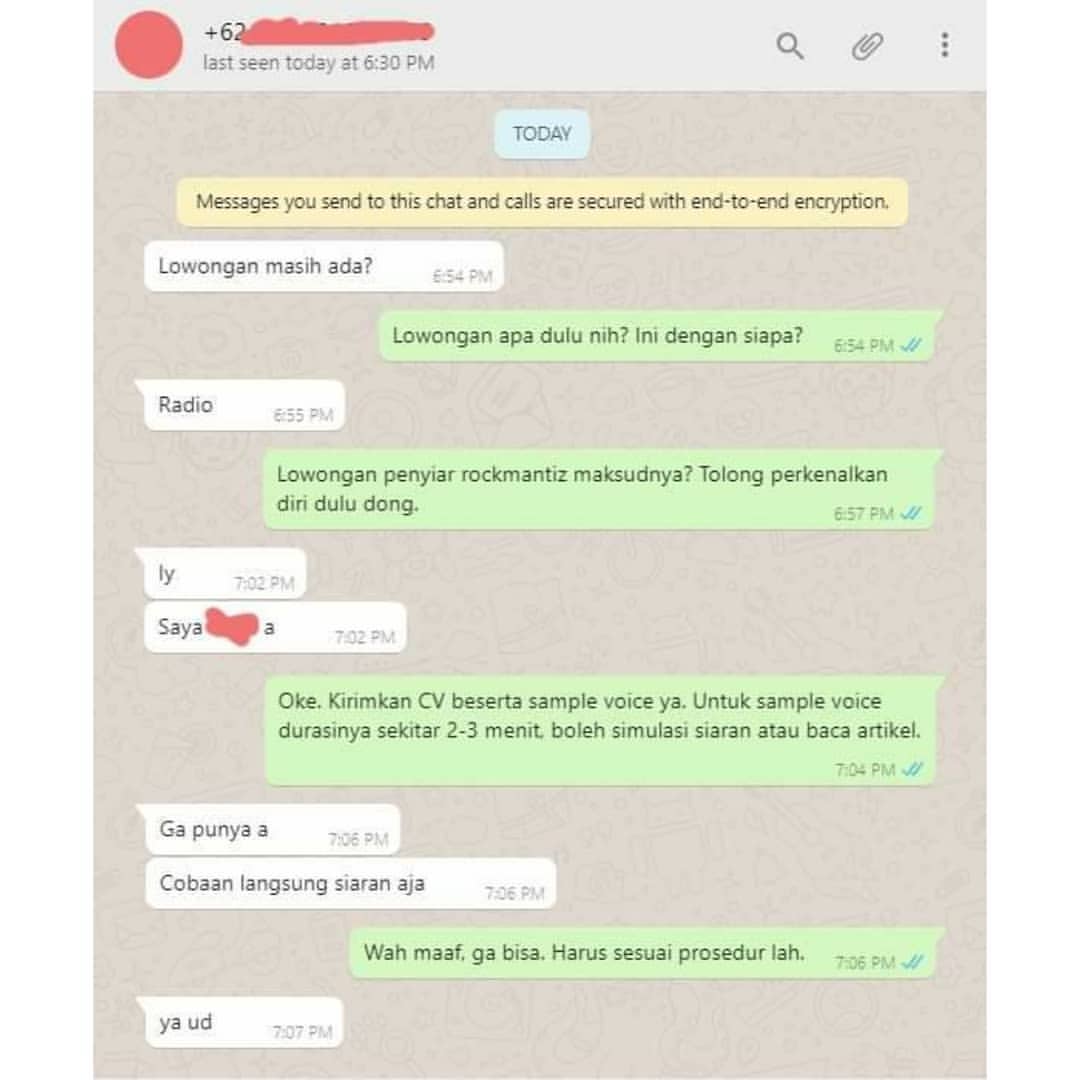 +62
last seen today at 6:30 PM
TODAY
Messages you send to this chat and calls are secured with end-to-end encryption.
Lowongan masih ada?
6:54 PM
Lowongan apa dulu nih? Ini dengan siapa?
6:54 PM
Radio
6:55 PM
Lowongan penyiar rockmantiz maksudnya? Tolong perkenalkan
diri dulu dong.
6:57 PM
Iy
7:02 PM
Saya a
7:02 PM
Oke. Kirimkan CV beserta sample voice ya. Untuk sample voice
durasinya sekitar 2-3 menit, boleh simulasi siaran atau baca artikel.
7:04 PM
Ga punya a
7:06 PM
Cobaan langsung siaran aja
7:06 PM
Wah maaf, ga bisa. Harus sesuai prosedur lah.
7:06 PM
ya ud
7:07 PM